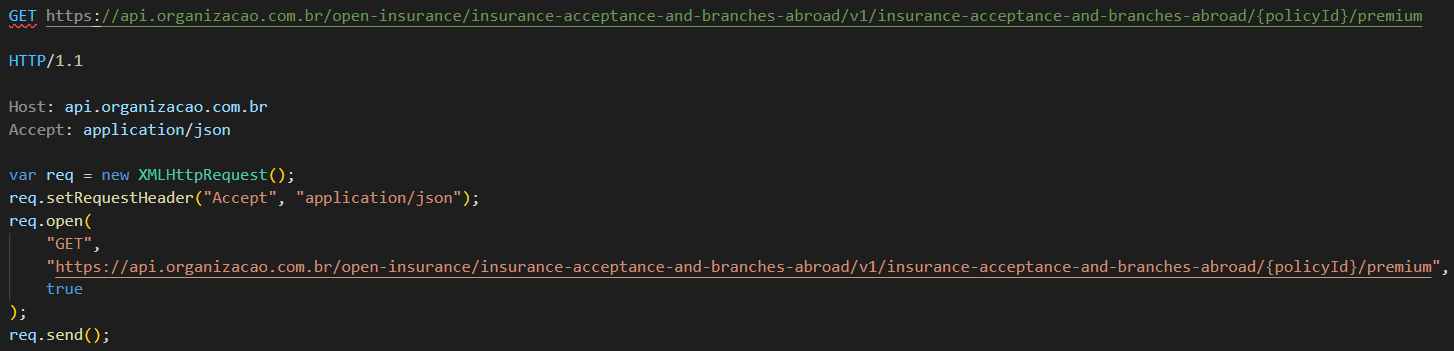 GET https://api.organizacao.com.br/open-insurance/insurance-acceptance-and-branches-abroad/v1/insurance-acceptance-and-branches-abroad/{policyId}/premium
HTTP/1.1
Host: api.organizacao.com.br
Accept: application/json
var req = new XMLHttpRequest();
req.setRequestHeader("Accept", "application/json");
req.open(
    "GET",
    "https://api.organizacao.com.br/open-insurance/insurance-acceptance-and-branches-abroad/v1/insurance-acceptance-and-branches-abroad/{policyId}/premium",
    true
);
req.send();